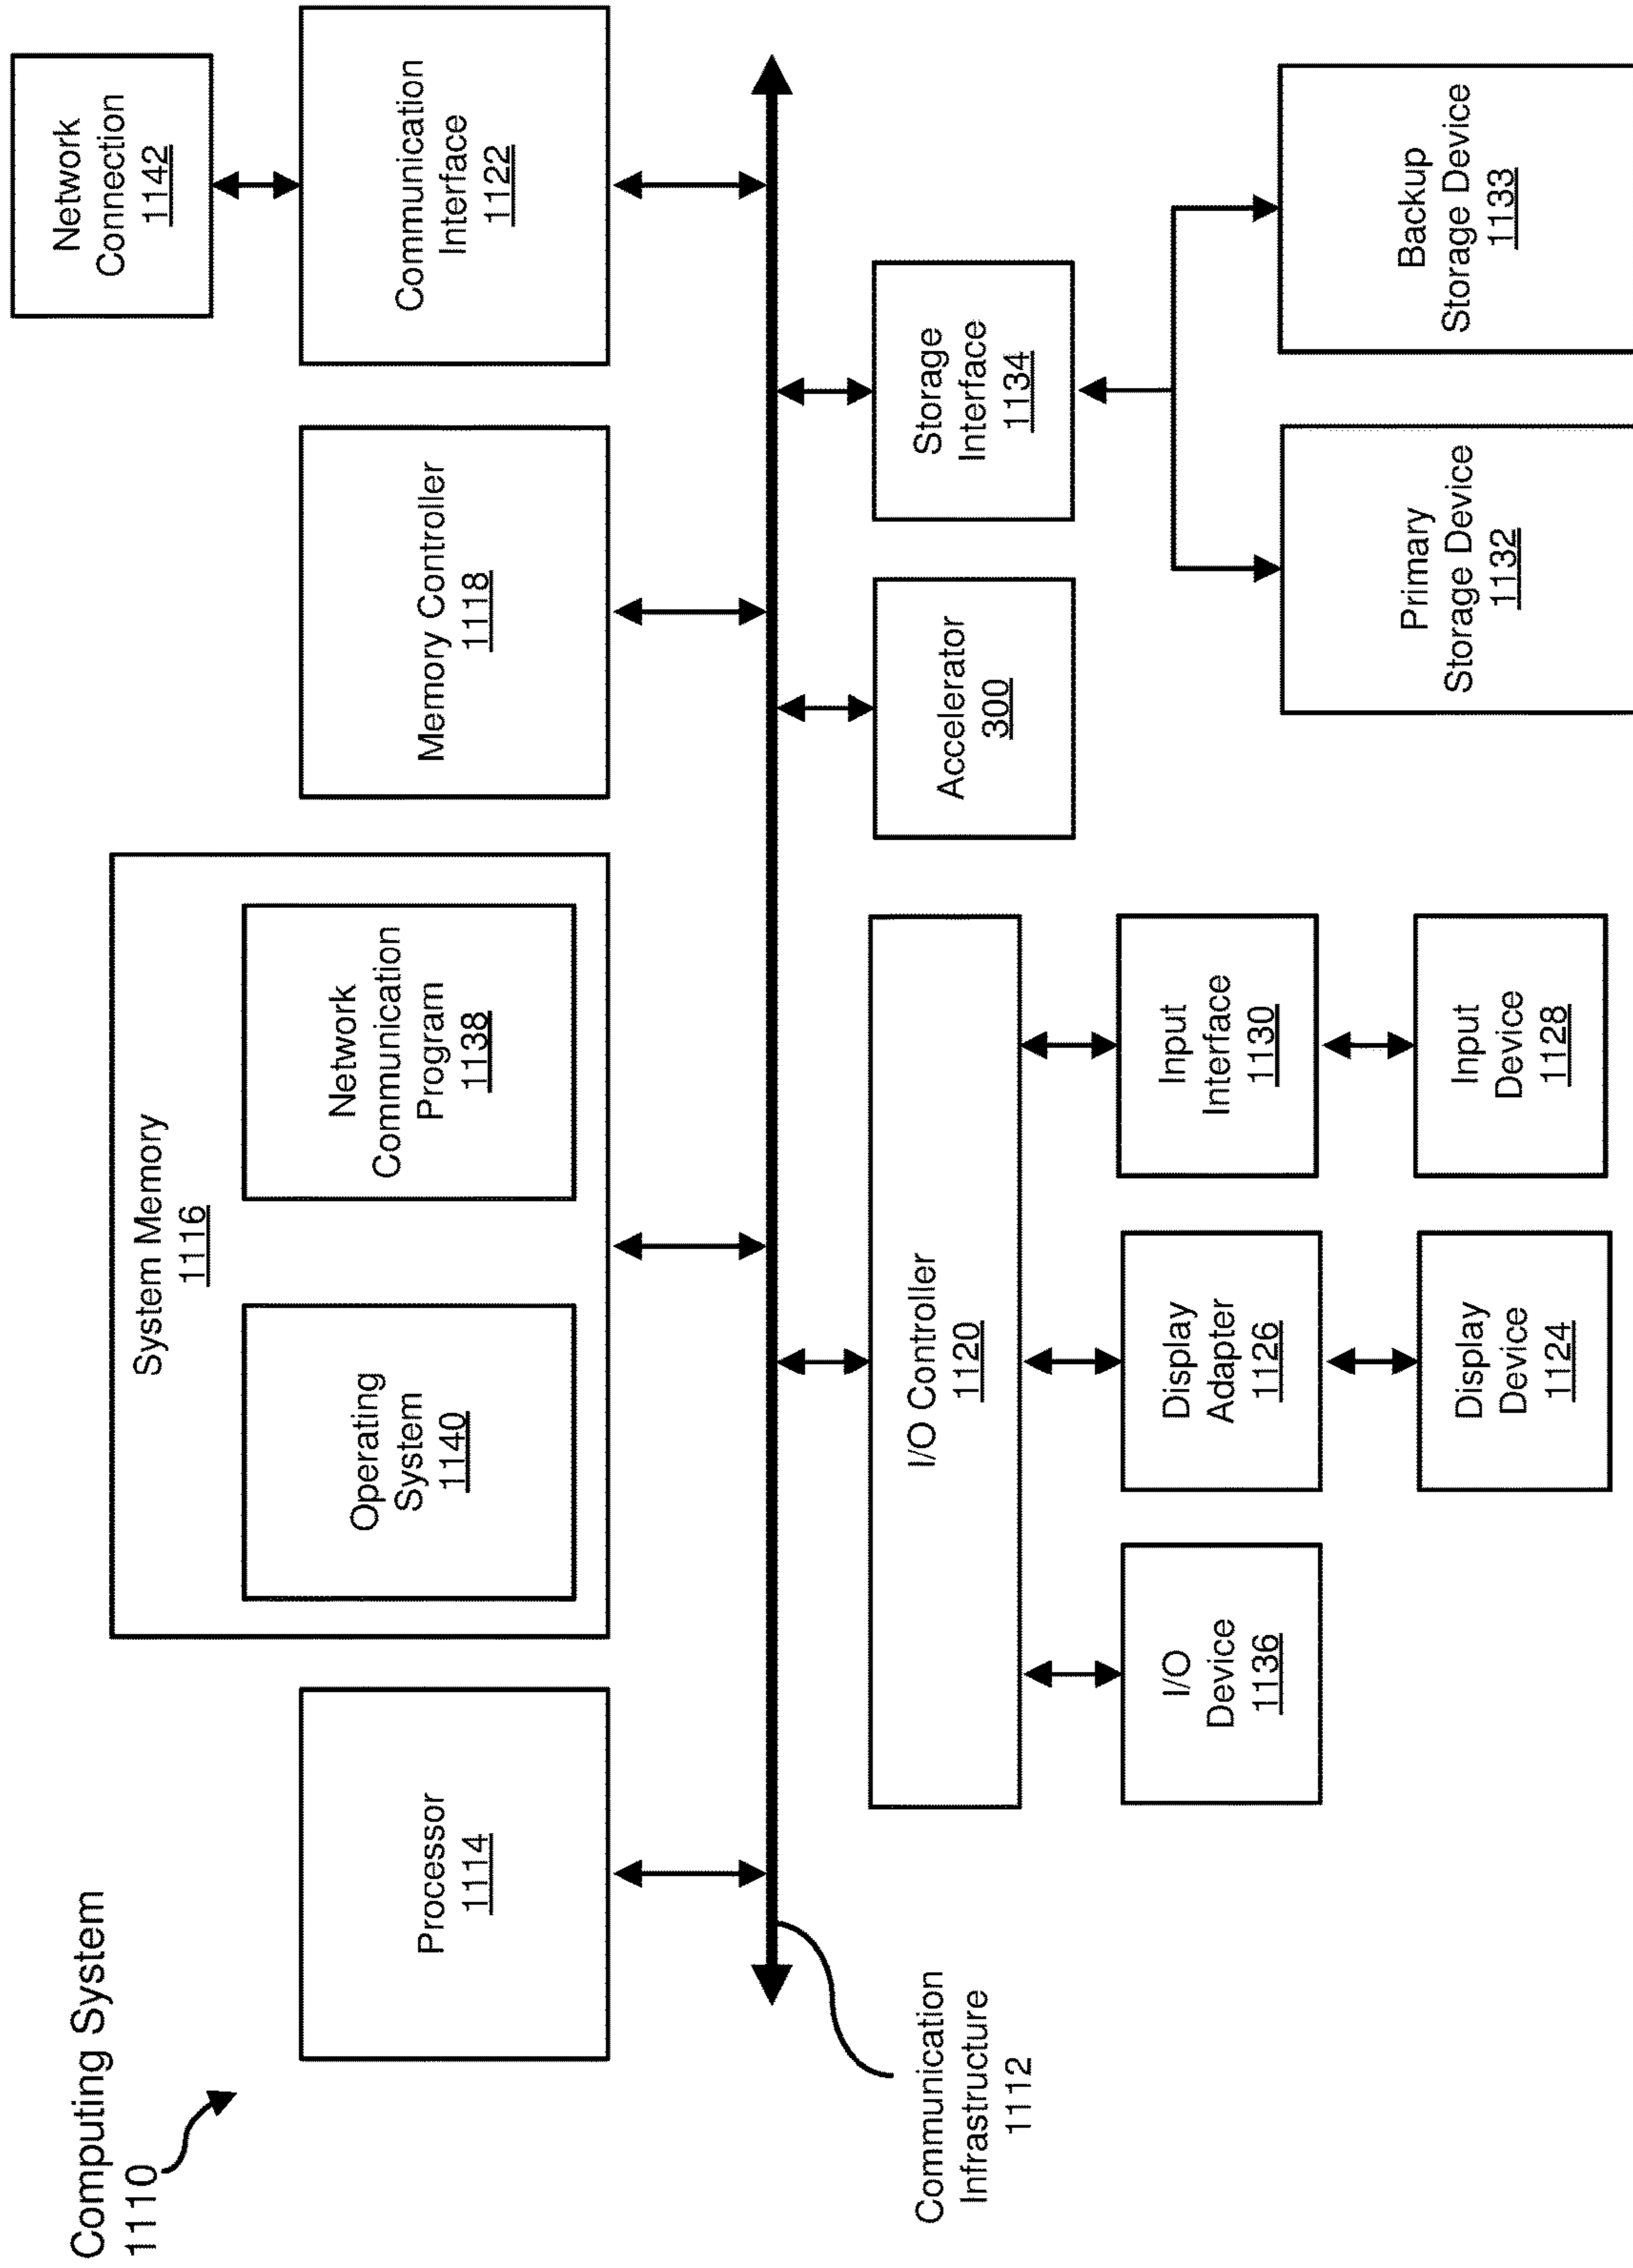 Computing System
1110
Processor
1114
System Memory
1116
Operating
System
1140
Network
Communication
Program
1138
Memory Controller
1118
Communication
Interface
1122
Network
Connection
1142
Communication
Infrastructure
1112
I/O Controller
1120
Accelerator
300
Storage
Interface
1134
I/O
Device
1136
Display
Adapter
1126
Input
Interface
1130
Display
Device
1124
Input
Device
1128
Primary
Storage Device
1132
Backup
Storage Device
1133